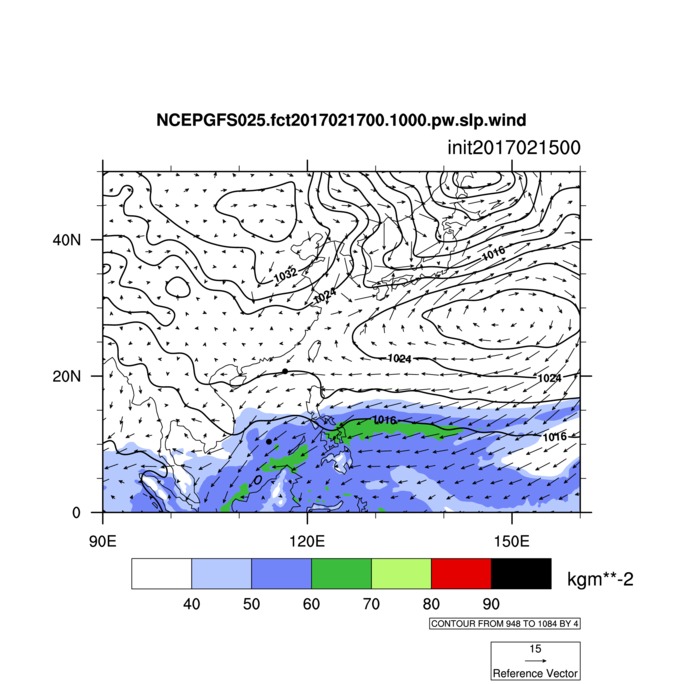 NCEPGFS025.fct2017021700.1000.pw.slp.wind
init2017021500
40N
20N
0
90E 120E 150E
1032
1024
1016
1024
1024
1016
1016
40 50 60 70 80 90
kgm**-2
CONTOUR FROM 948 TO 1084 BY 4
15
Reference Vector